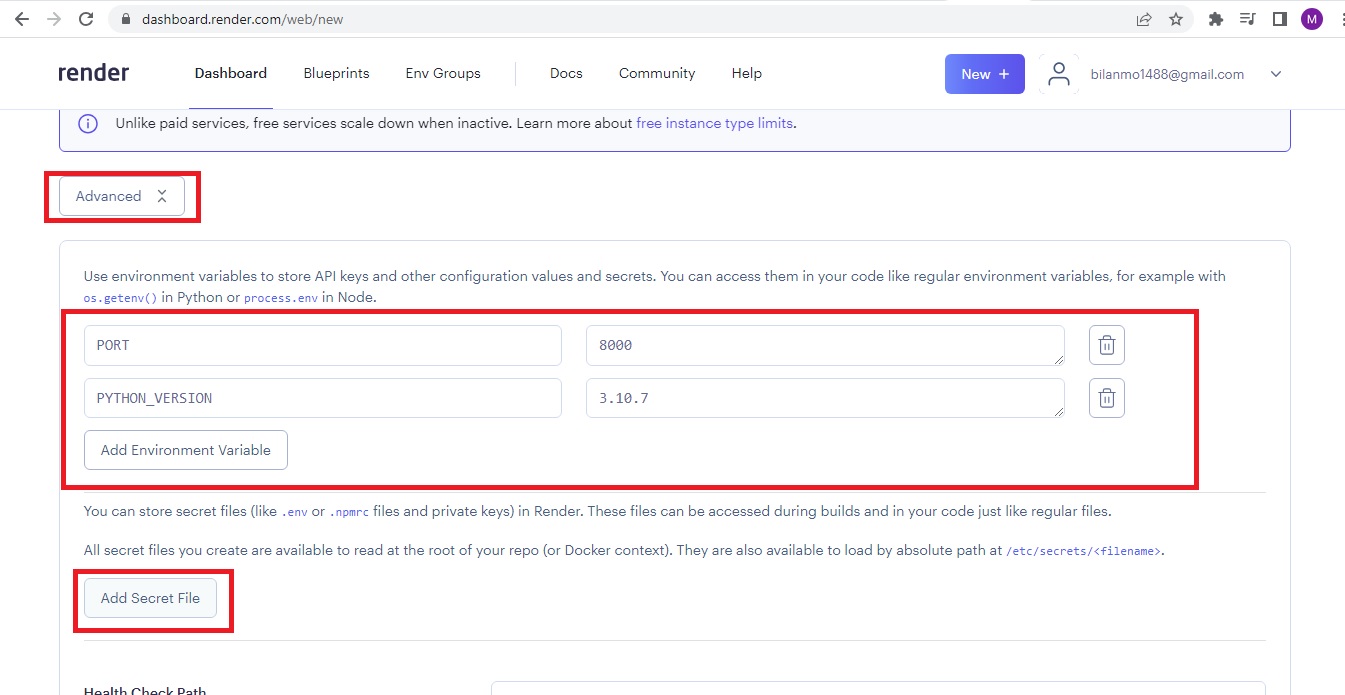 dashboard.render.com/web/new
M
render
Dashboard
Blueprints
Env Groups
Docs
Community
Help
New +
bilanmo1488@gmail.com
Unlike paid services, free services scale down when inactive. Learn more about free instance type limits.
Advanced
Use environment variables to store API keys and other configuration values and secrets. You can access them in your code like regular environment variables, for example with
os.getenv() in Python or process.env in Node.
PORT
8000
PYTHON_VERSION
3.10.7
Add Environment Variable
You can store secret files (like .env or .npmrc files and private keys) in Render. These files can be accessed during builds and in your code just like regular files.
All secret files you create are available to read at the root of your repo (or Docker context). They are also available to load by absolute path at /etc/secrets/<filename>.
Add Secret File
Health Check Path